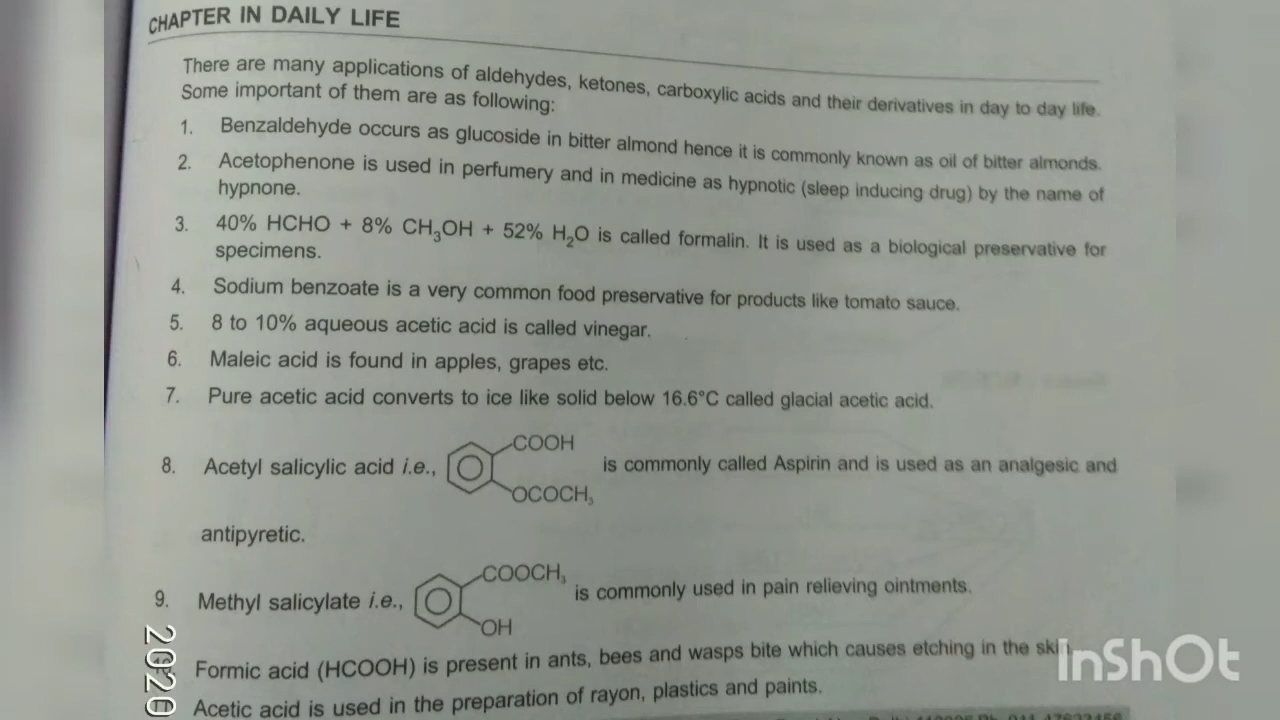 CHAPTER IN DAILY LIFE
There are many applications of aldehydes, ketones, carboxylic acids and their derivatives in day to day life.
Some important of them are as following:
1. Benzaldehyde occurs as glucoside in bitter almond hence it is commonly known as oil of bitter almonds.
2. Acetophenone is used in perfumery and in medicine as hypnotic (sleep inducing drug) by the name of
hypnone.
3. 40% HCHO + 8% CH₃OH + 52% H₂O is called formalin. It is used as a biological preservative for
specimens.
4. Sodium benzoate is a very common food preservative for products like tomato sauce.
5. 8 to 10% aqueous acetic acid is called vinegar.
6. Maleic acid is found in apples, grapes etc.
7. Pure acetic acid converts to ice like solid below 16.6°C called glacial acetic acid.
COOH
8. Acetyl salicylic acid i.e., is commonly called Aspirin and is used as an analgesic and
OCOCH₃
antipyretic.
COOCH₃
9. Methyl salicylate i.e., is commonly used in pain relieving ointments.
OH
Formic acid (HCOOH) is present in ants, bees and wasps bite which causes etching in the skin
Acetic acid is used in the preparation of rayon, plastics and paints.
2020
InShOt